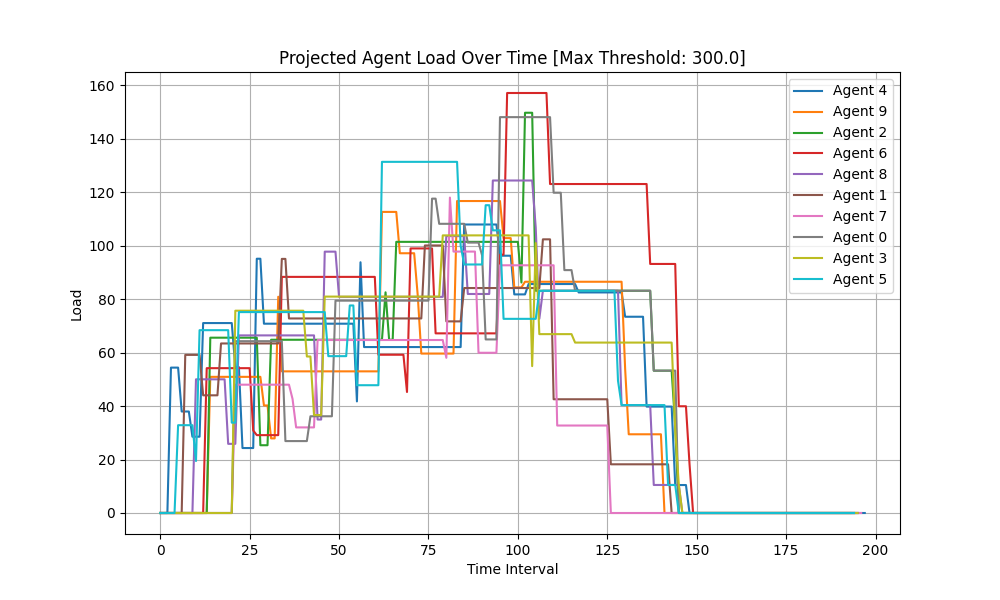 Projected Agent Load Over Time [Max Threshold: 300.0]
160
140
120
100
80
60
40
20
0
Load
0
25
50
75
100
125
150
175
200
Time Interval
Agent 4
Agent 9
Agent 2
Agent 6
Agent 8
Agent 1
Agent 7
Agent 0
Agent 3
Agent 5